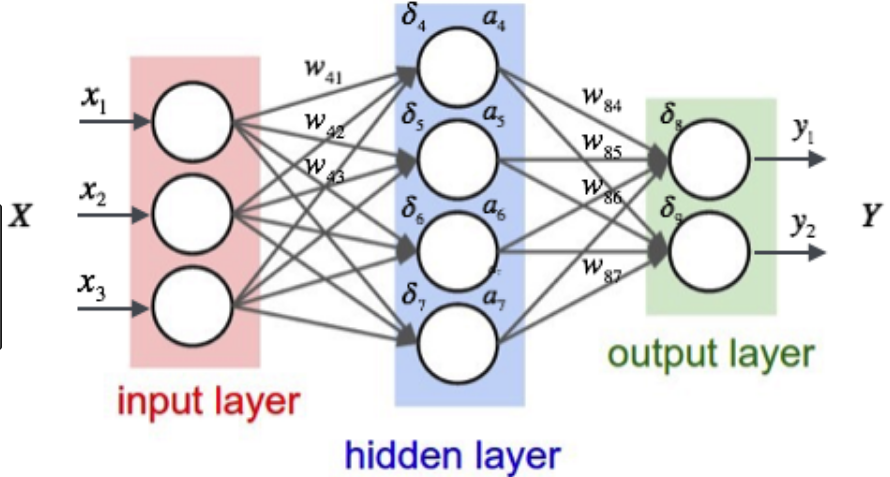 δ₄ a₄
w₄₁
x₁
w₄₂
δ₅ a₅
w₈₄
δ₈
y₁
w₈₅
w₄₃
x₂
X
δ₆ a₆
w₈₆
δ₉
y₂
Y
x₃
δ₇ a₇
w₈₇
output layer
input layer
hidden layer